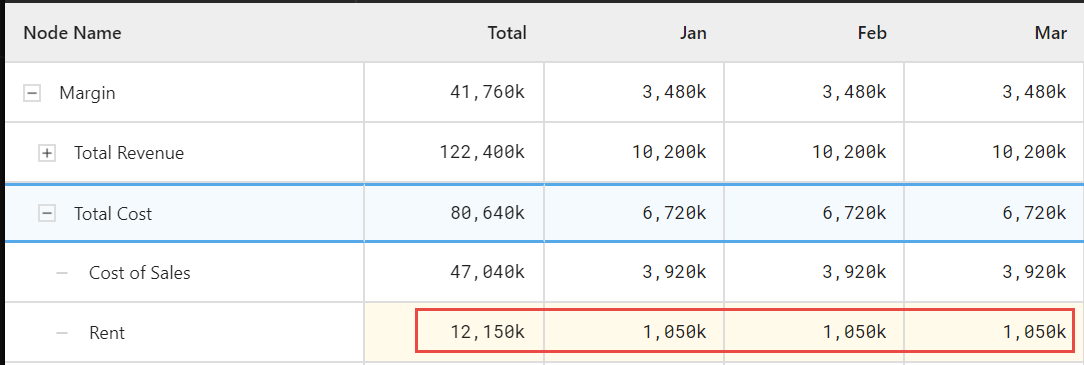 Node Name Total Jan Feb Mar
Margin 41,760k 3,480k 3,480k 3,480k
Total Revenue 122,400k 10,200k 10,200k 10,200k
Total Cost 80,640k 6,720k 6,720k 6,720k
Cost of Sales 47,040k 3,920k 3,920k 3,920k
Rent 12,150k 1,050k 1,050k 1,050k